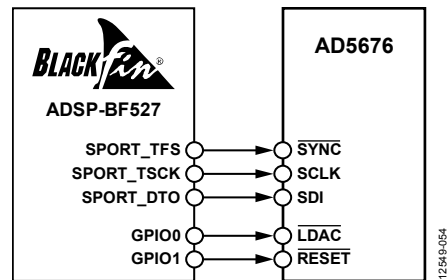 BLACKfin®
ADSP-BF527
SPORT_TFS
SPORT_TSCK
SPORT_DTO
GPIO0
GPIO1
AD5676
SYNC
SCLK
SDI
LDAC
RESET
12549-054